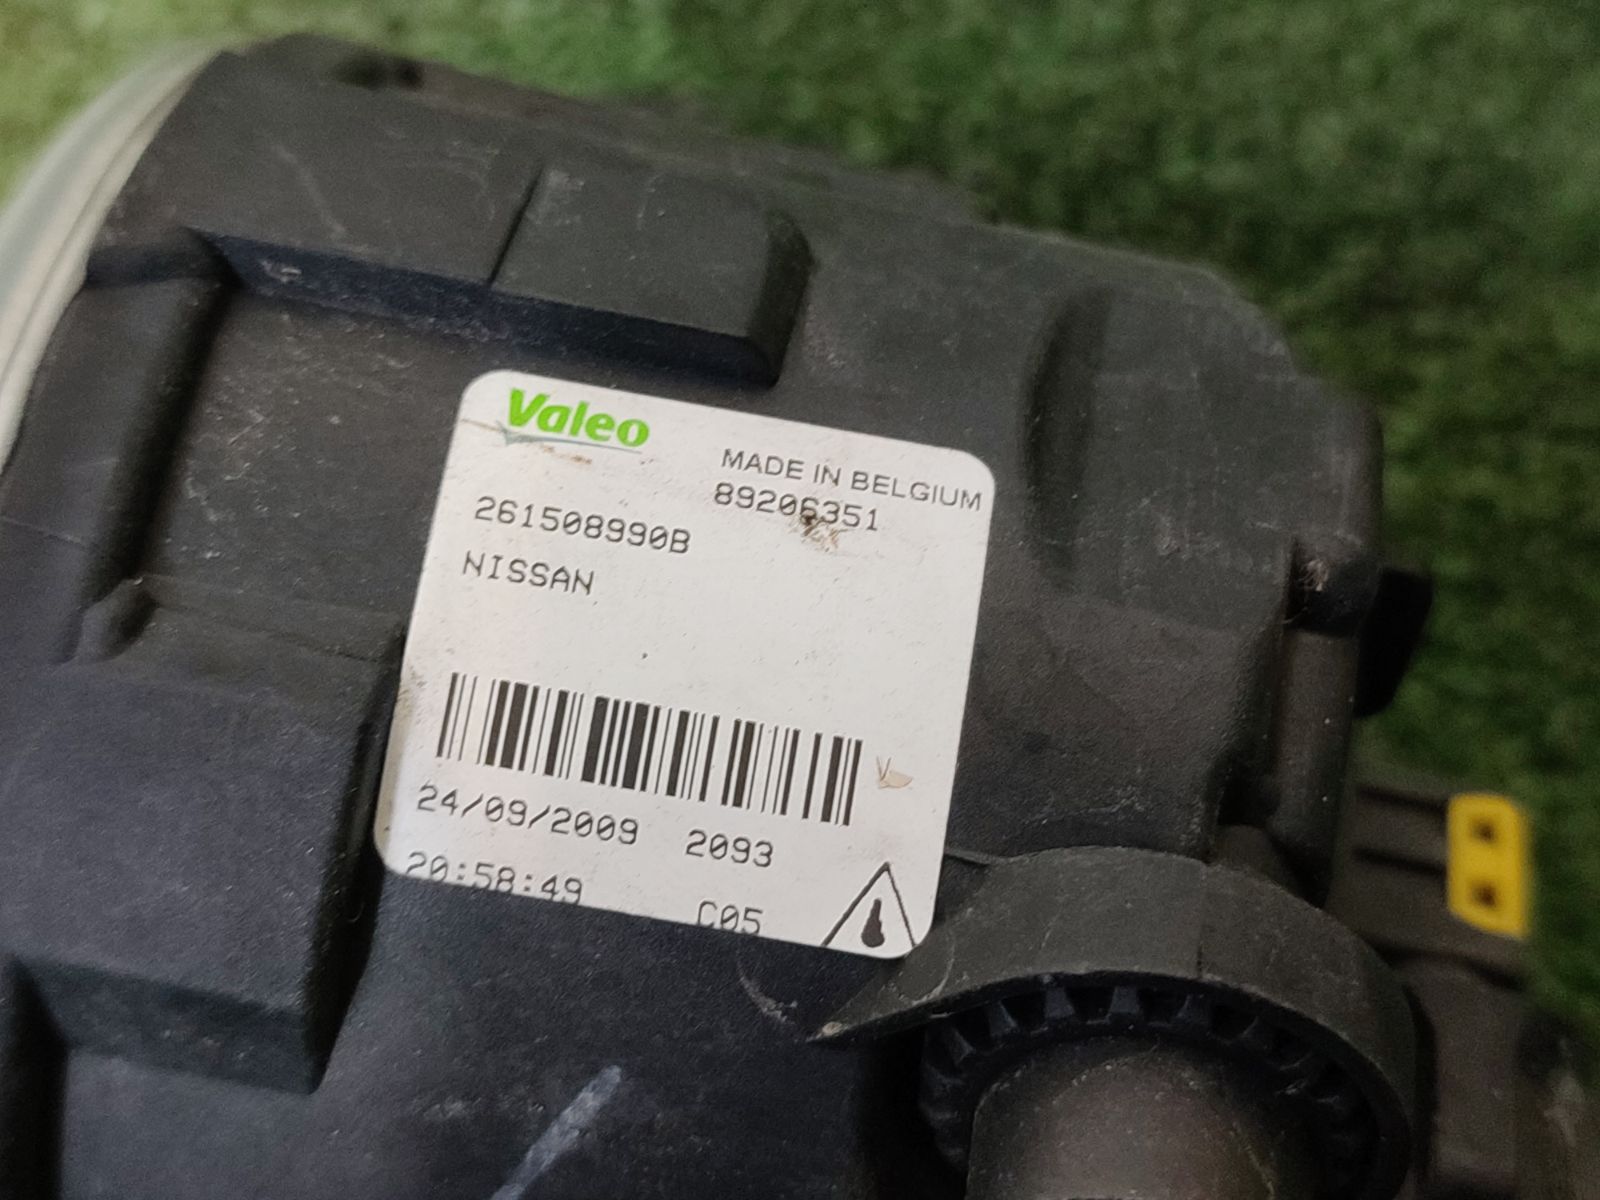 Valeo
MADE IN BELGIUM
89206351
261508990B
NISSAN
24/09/2009 2093
20:58:49 C05